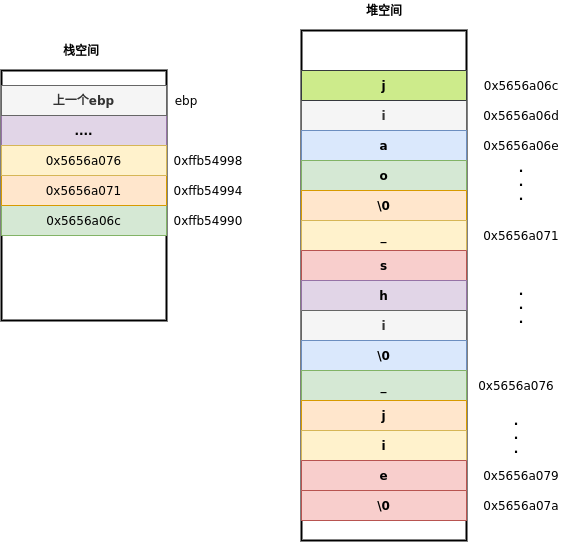 堆空间
栈空间
上一个ebp
ebp
....
0x5656a076
0xffb54998
0x5656a071
0xffb54994
0x5656a06c
0xffb54990
j
0x5656a06c
i
0x5656a06d
a
0x5656a06e
o
\0
_
0x5656a071
s
h
i
\0
_
0x5656a076
j
i
e
0x5656a079
\0
0x5656a07a